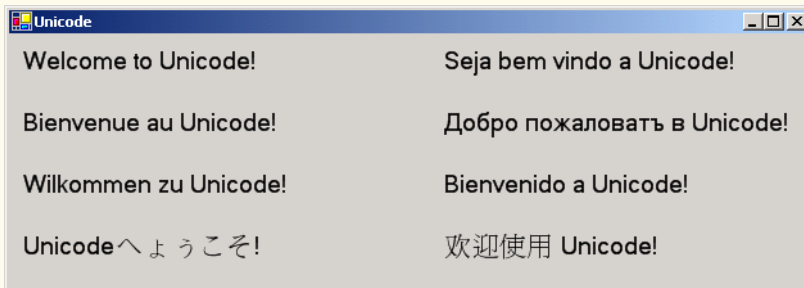 Unicode
Welcome to Unicode!
Seja bem vindo a Unicode!
Bienvenue au Unicode!
Добро пожаловатъ в Unicode!
Wilkommen zu Unicode!
Bienvenido a Unicode!
Unicodeへょぅこそ!
欢迎使用 Unicode!